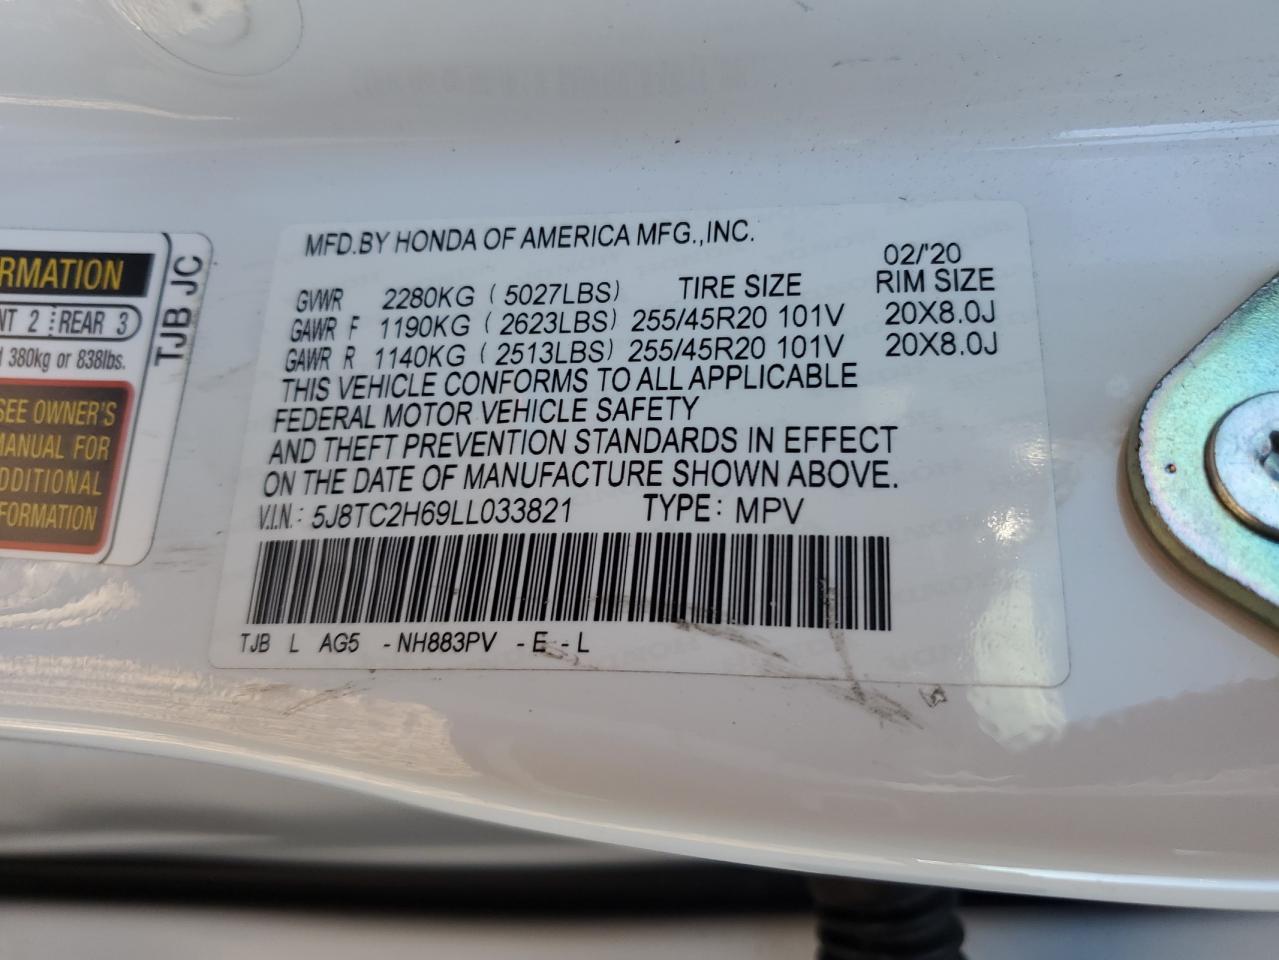 RMATION
NT 2 REAR 3
380kg or 838lbs.
SEE OWNER'S
MANUAL FOR
ADDITIONAL
FORMATION
TJB JC
MFD.BY HONDA OF AMERICA MFG.,INC.
02/'20
GVWR 2280KG (5027LBS) TIRE SIZE RIM SIZE
GAWR F 1190KG (2623LBS) 255/45R20 101V 20X8.0J
GAWR R 1140KG (2513LBS) 255/45R20 101V 20X8.0J
THIS VEHICLE CONFORMS TO ALL APPLICABLE
FEDERAL MOTOR VEHICLE SAFETY
AND THEFT PREVENTION STANDARDS IN EFFECT
ON THE DATE OF MANUFACTURE SHOWN ABOVE.
V.I.N.: 5J8TC2H69LL033821 TYPE: MPV
TJB L AG5 -NH883PV -E-L